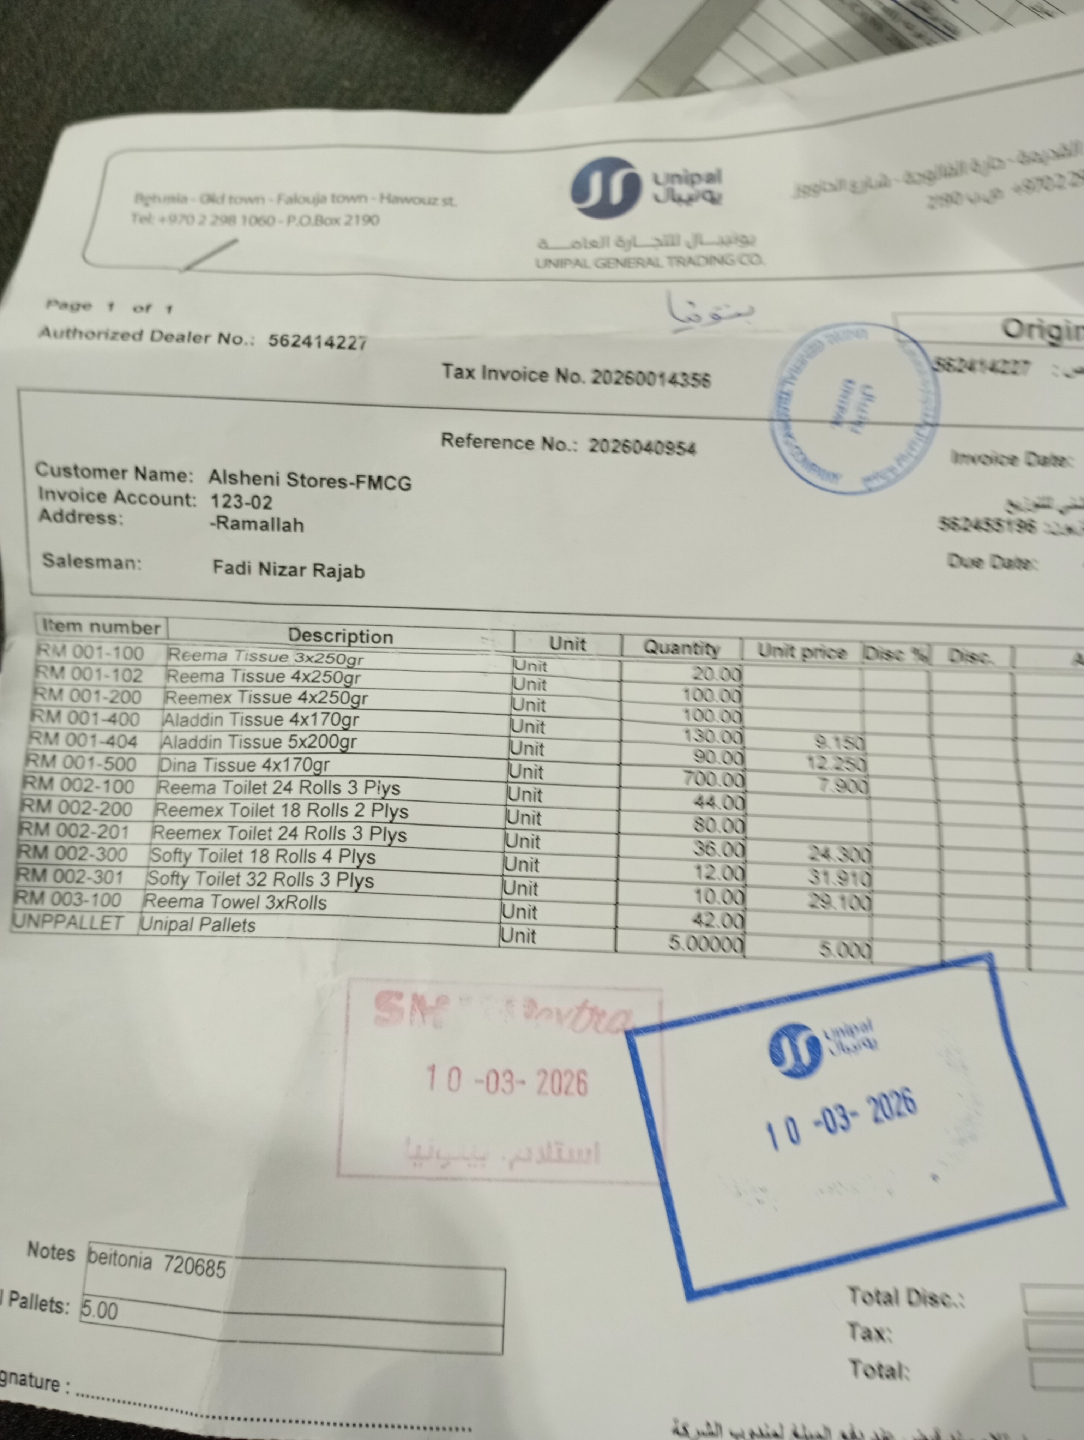 Unipal
يونيبال
يونيبال للتجارة العامة
UNIPAL GENERAL TRADING CO.
Betunia - Old town - Falouja town - Hawouz st.
Tel: +970 2 298 1060 - P.O.Box 2190
القديمة - حارة الفالوجة - شارع الحاووز
بيتونيا
Page 1 of 1
Authorized Dealer No.: 562414227
562414227
Tax Invoice No. 20260014356
Reference No.: 2026040954
Invoice Date:
Customer Name: Alsheni Stores-FMCG
Invoice Account: 123-02
Address: -Ramallah
562455196
Salesman: Fadi Nizar Rajab
Due Date:
Item number Description Unit Quantity Unit price Disc % Disc.
RM 001-100 Reema Tissue 3x250gr Unit 20.00
RM 001-102 Reema Tissue 4x250gr Unit 100.00
RM 001-200 Reemex Tissue 4x250gr Unit 100.00
RM 001-400 Aladdin Tissue 4x170gr Unit 130.00 9.150
RM 001-404 Aladdin Tissue 5x200gr Unit 90.00 12.250
RM 001-500 Dina Tissue 4x170gr Unit 700.00 7.900
RM 002-100 Reema Toilet 24 Rolls 3 Plys Unit 44.00
RM 002-200 Reemex Toilet 18 Rolls 2 Plys Unit 80.00
RM 002-201 Reemex Toilet 24 Rolls 3 Plys Unit 36.00 24.300
RM 002-300 Softy Toilet 18 Rolls 4 Plys Unit 12.00 31.910
RM 002-301 Softy Toilet 32 Rolls 3 Plys Unit 10.00 29.100
RM 003-100 Reema Towel 3xRolls Unit 42.00
UNPPALLET Unipal Pallets Unit 5.00000 5.000
10 -03- 2026
استلام بيتونيا
Unipal
يونيبال
10 -03- 2026
Notes beitonia 720685
Pallets: 5.00
Total Disc.:
Tax:
Total: